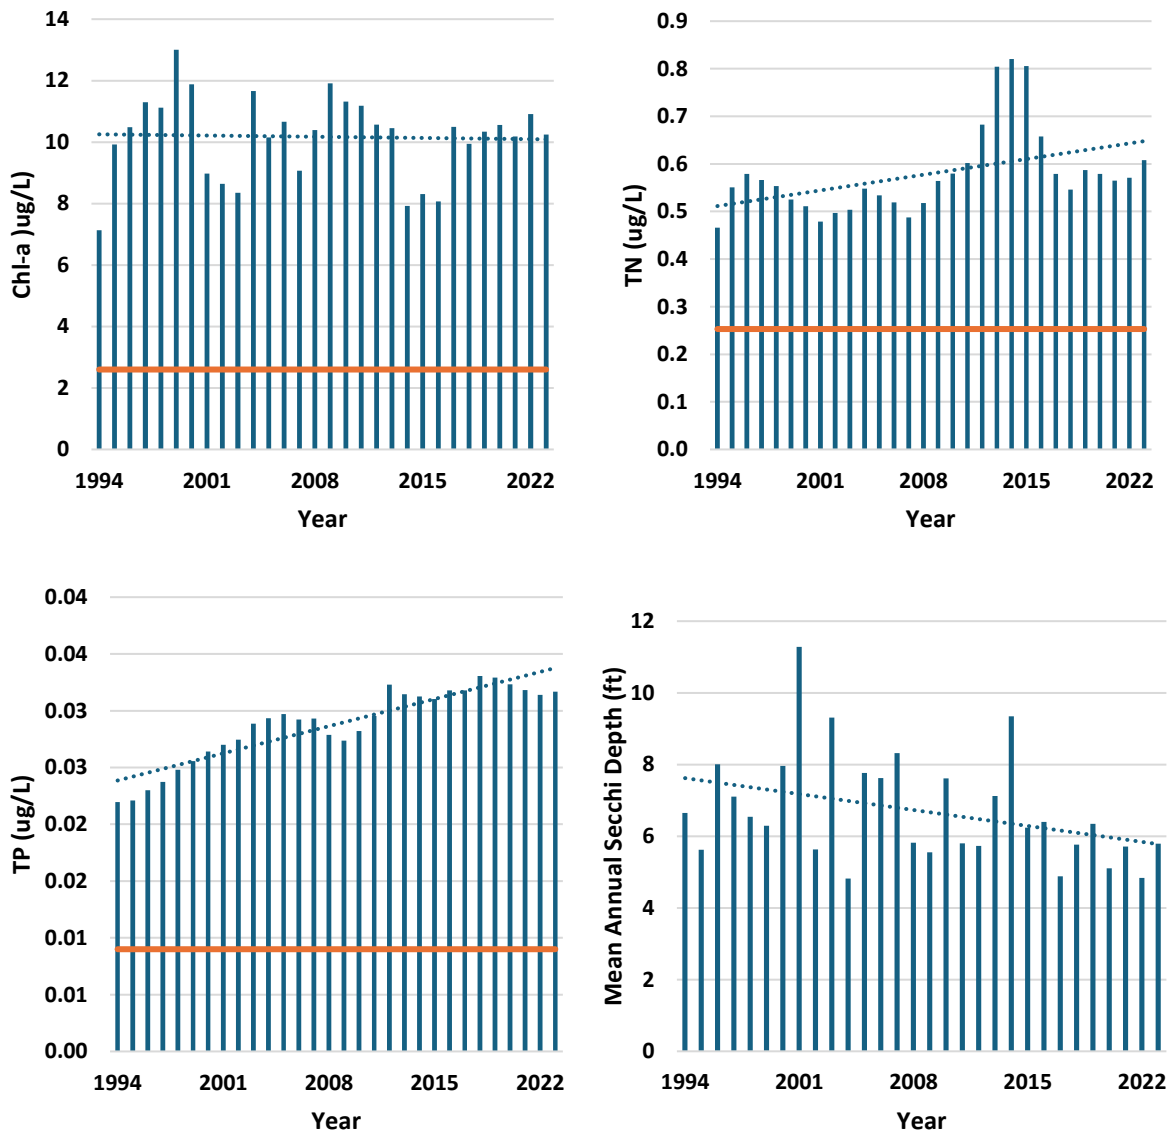 Chl-a )ug/L)
14
12
10
8
6
4
2
0
1994 2001 2008 2015 2022
Year
TN (ug/L)
0.9
0.8
0.7
0.6
0.5
0.4
0.3
0.2
0.1
0.0
1994 2001 2008 2015 2022
Year
TP (ug/L)
0.04
0.04
0.03
0.03
0.02
0.02
0.01
0.01
0.00
1994 2001 2008 2015 2022
Year
Mean Annual Secchi Depth (ft)
12
10
8
6
4
2
0
1994 2001 2008 2015 2022
Year